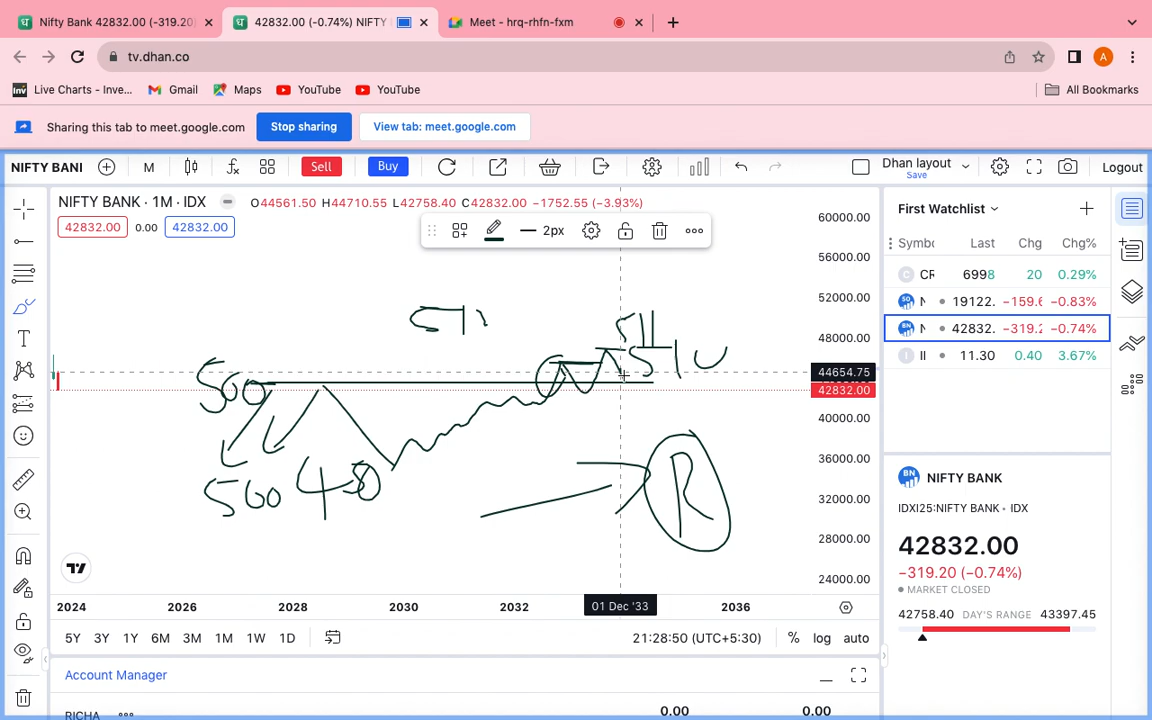 Nifty Bank 42832.00 (-319.20)
42832.00 (-0.74%) NIFTY
Meet - hrq-rhfn-fxm
tv.dhan.co
A
Live Charts - Inve...
Gmail
Maps
YouTube
YouTube
All Bookmarks
Sharing this tab to meet.google.com
Stop sharing
View tab: meet.google.com
NIFTY BANI
M
Sell
Buy
Dhan layout
Save
Logout
NIFTY BANK · 1M · IDX
O44561.50 H44710.55 L42758.40 C42832.00 −1752.55 (−3.93%)
42832.00
0.00
42832.00
2px
60000.00
56000.00
52000.00
48000.00
44654.75
42832.00
40000.00
36000.00
32000.00
28000.00
24000.00
511
510
500
500
48
R
2024
2026
2028
2030
2032
01 Dec '33
2036
5Y
3Y
1Y
6M
3M
1M
1W
1D
21:28:50 (UTC+5:30)
%
log
auto
Account Manager
RICHA
0.00
0.00
First Watchlist
Symbo
Last
Chg
Chg%
C
CR
6998
20
0.29%
N
19122.
−159.6
−0.83%
BN
N
42832.
−319.2
−0.74%
I
II
11.30
0.40
3.67%
BN
NIFTY BANK
IDXI25:NIFTY BANK • IDX
42832.00
−319.20 (−0.74%)
MARKET CLOSED
42758.40
DAY'S RANGE
43397.45